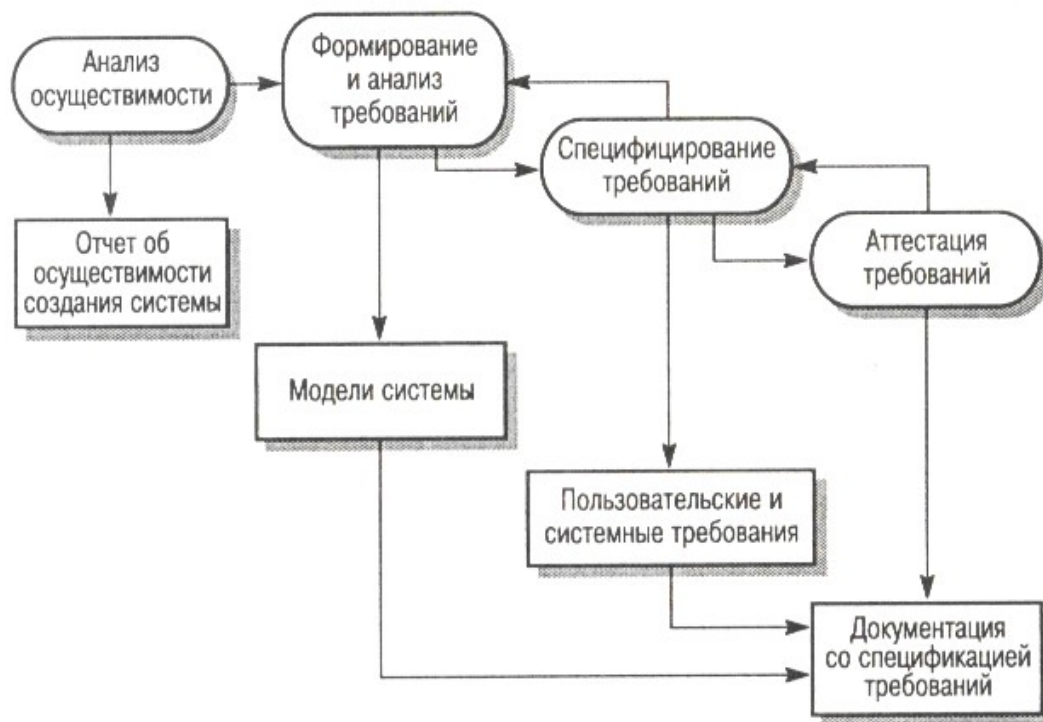 Анализ
осуществимости
Формирование
и анализ
требований
Специфицирование
требований
Аттестация
требований
Отчет об
осуществимости
создания системы
Модели системы
Пользовательские и
системные требования
Документация
со спецификацией
требований